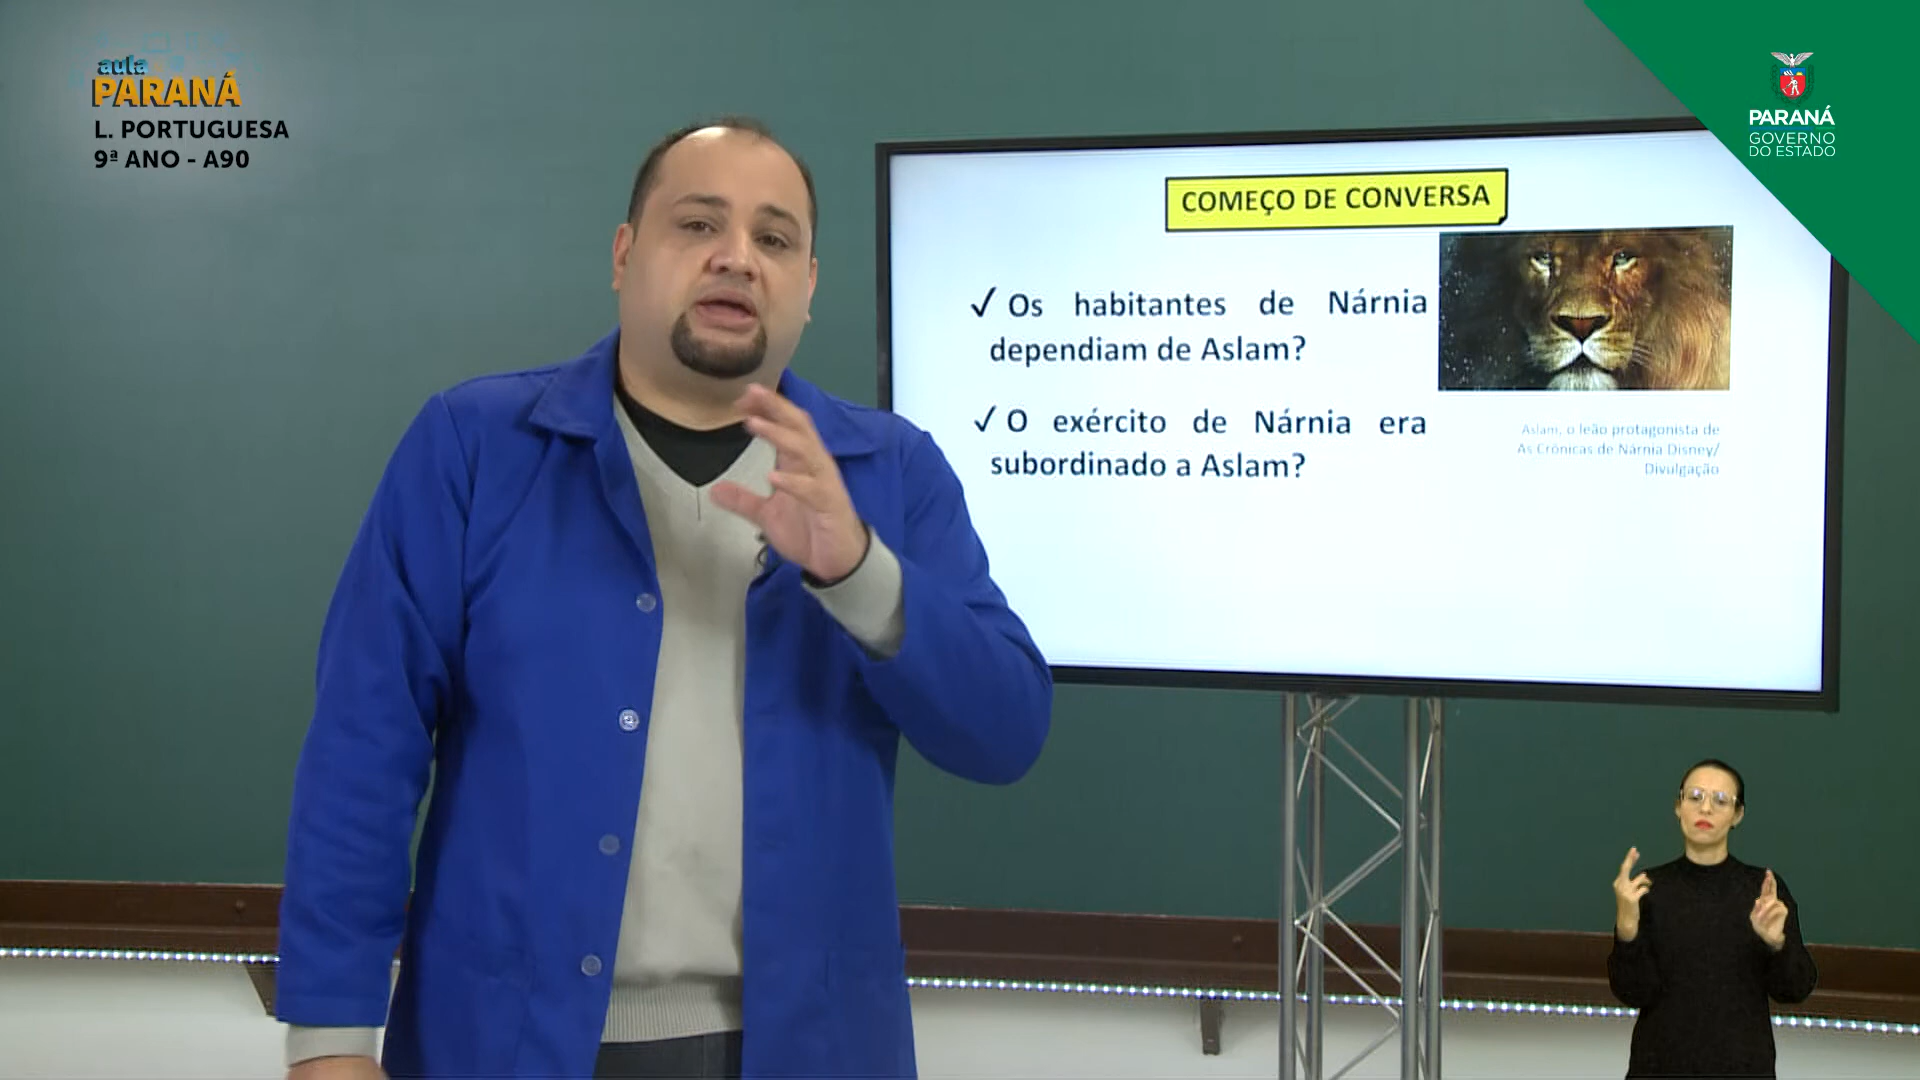 aula
PARANÁ
L. PORTUGUESA
9ª ANO - A90
PARANÁ
GOVERNO
DO ESTADO
COMEÇO DE CONVERSA
✓ Os habitantes de Nárnia
dependiam de Aslam?
✓ O exército de Nárnia era
subordinado a Aslam?
Aslam, o leão protagonista de
As Crônicas de Nárnia Disney/
Divulgação